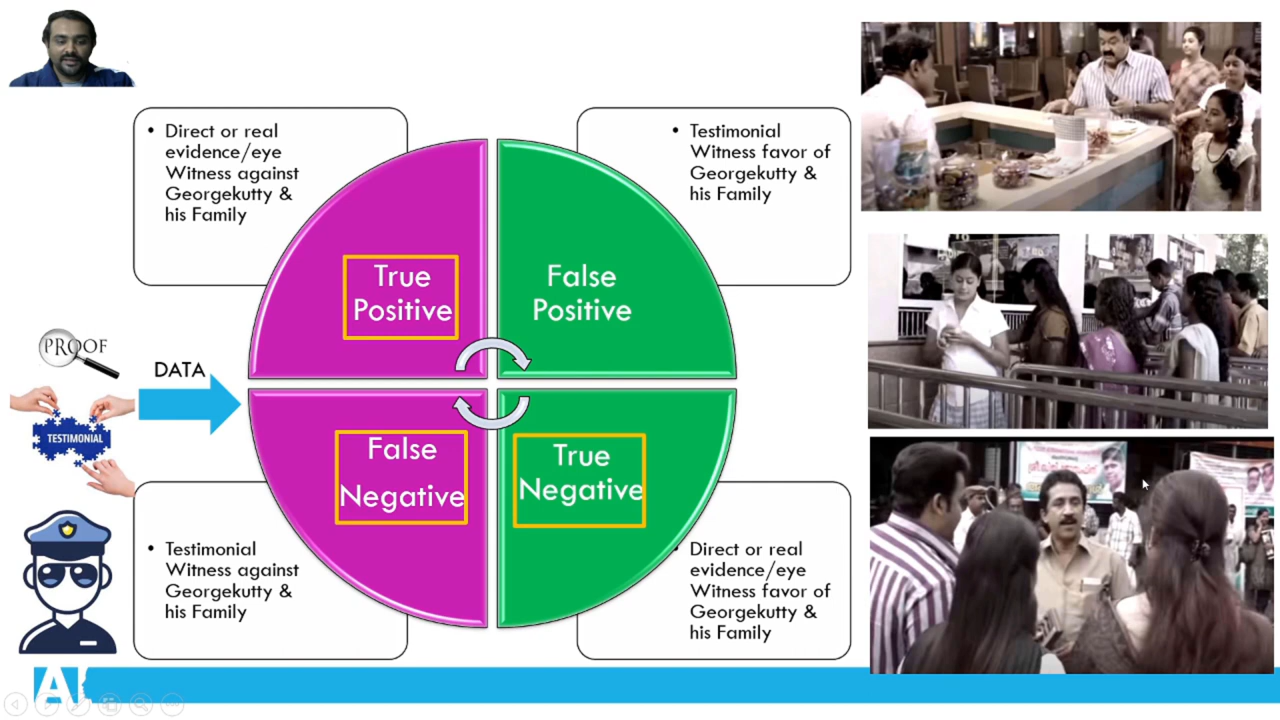 • Direct or real
evidence/eye
Witness against
Georgekutty &
his Family
• Testimonial
Witness favor of
Georgekutty &
his Family
True
Positive
False
Positive
PROOF
DATA
TESTIMONIAL
False
Negative
True
Negative
• Testimonial
Witness against
Georgekutty &
his Family
• Direct or real
evidence/eye
Witness favor of
Georgekutty &
his Family
AI